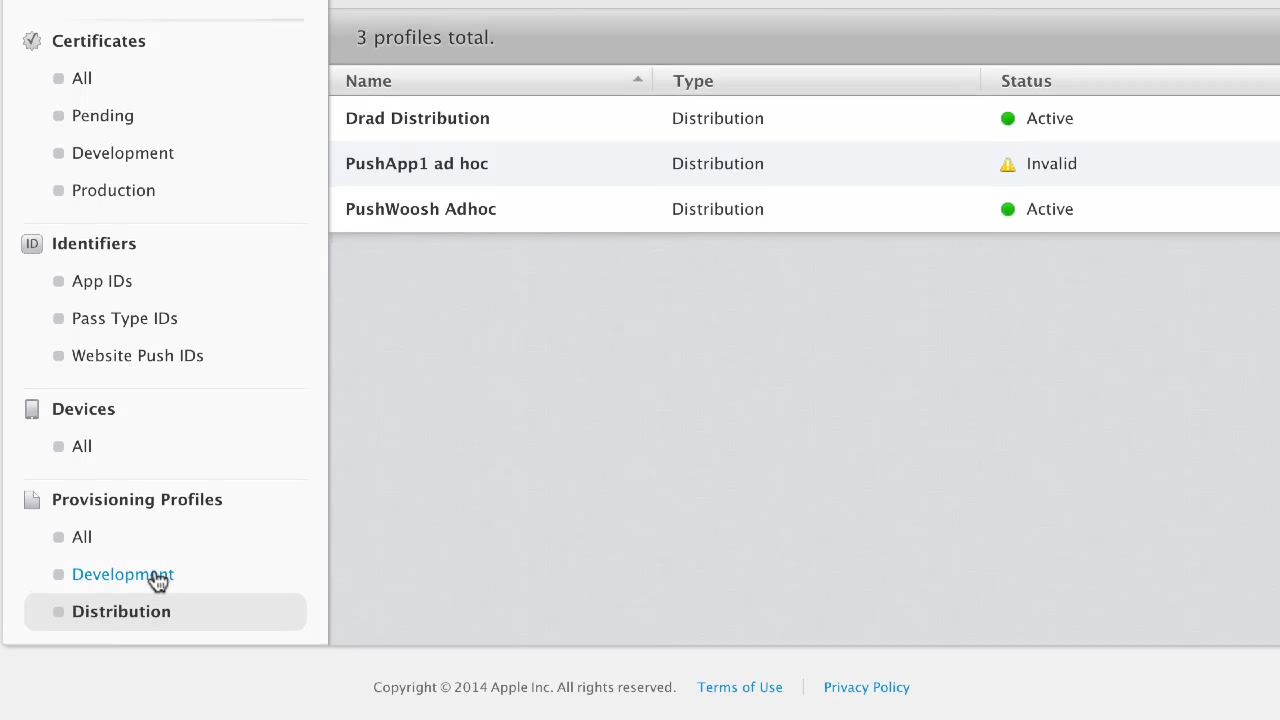 Certificates
All
Pending
Development
Production
ID Identifiers
App IDs
Pass Type IDs
Website Push IDs
Devices
All
Provisioning Profiles
All
Development
Distribution
3 profiles total.
Name Type Status
Drad Distribution Distribution Active
PushApp1 ad hoc Distribution Invalid
PushWoosh Adhoc Distribution Active
Copyright © 2014 Apple Inc. All rights reserved. Terms of Use Privacy Policy